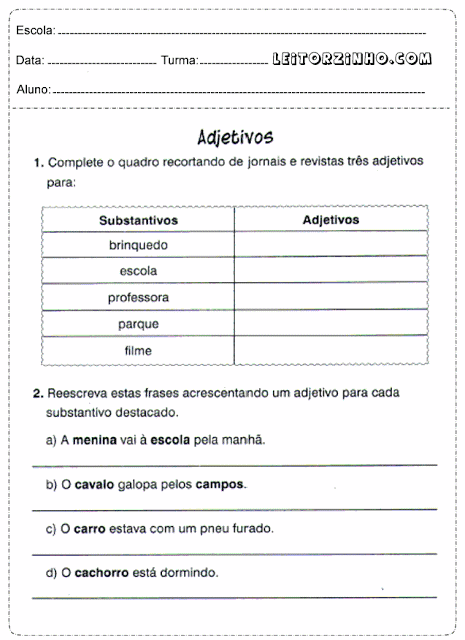 Escola:
Data: Turma: LEITORZINHO.COM
Aluno:
Adjetivos
1. Complete o quadro recortando de jornais e revistas três adjetivos
para:
Substantivos Adjetivos
brinquedo
escola
professora
parque
filme
2. Reescreva estas frases acrescentando um adjetivo para cada
substantivo destacado.
a) A menina vai à escola pela manhã.
b) O cavalo galopa pelos campos.
c) O carro estava com um pneu furado.
d) O cachorro está dormindo.